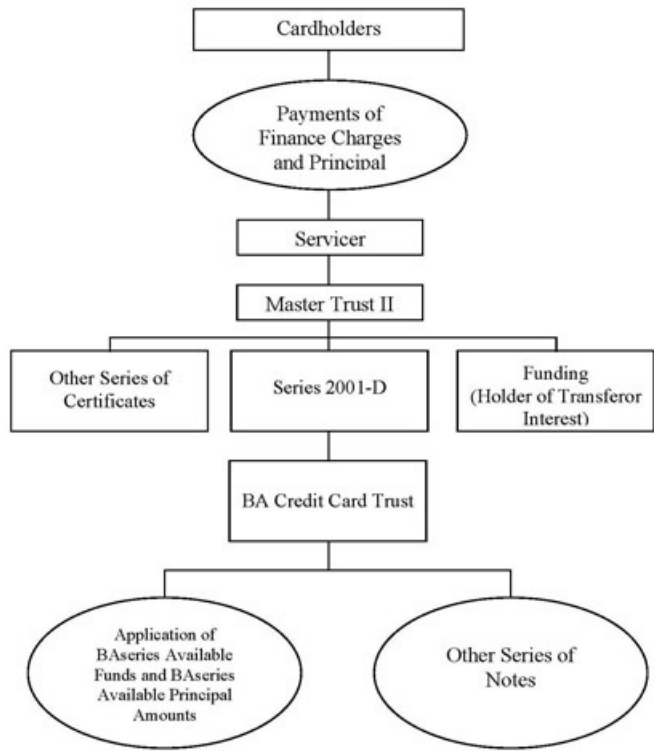 Cardholders
Payments of
Finance Charges
and Principal
Servicer
Master Trust II
Other Series of
Certificates
Series 2001-D
Funding
(Holder of Transferor
Interest)
BA Credit Card Trust
Application of
BAseries Available
Funds and BAseries
Available Principal
Amounts
Other Series of
Notes